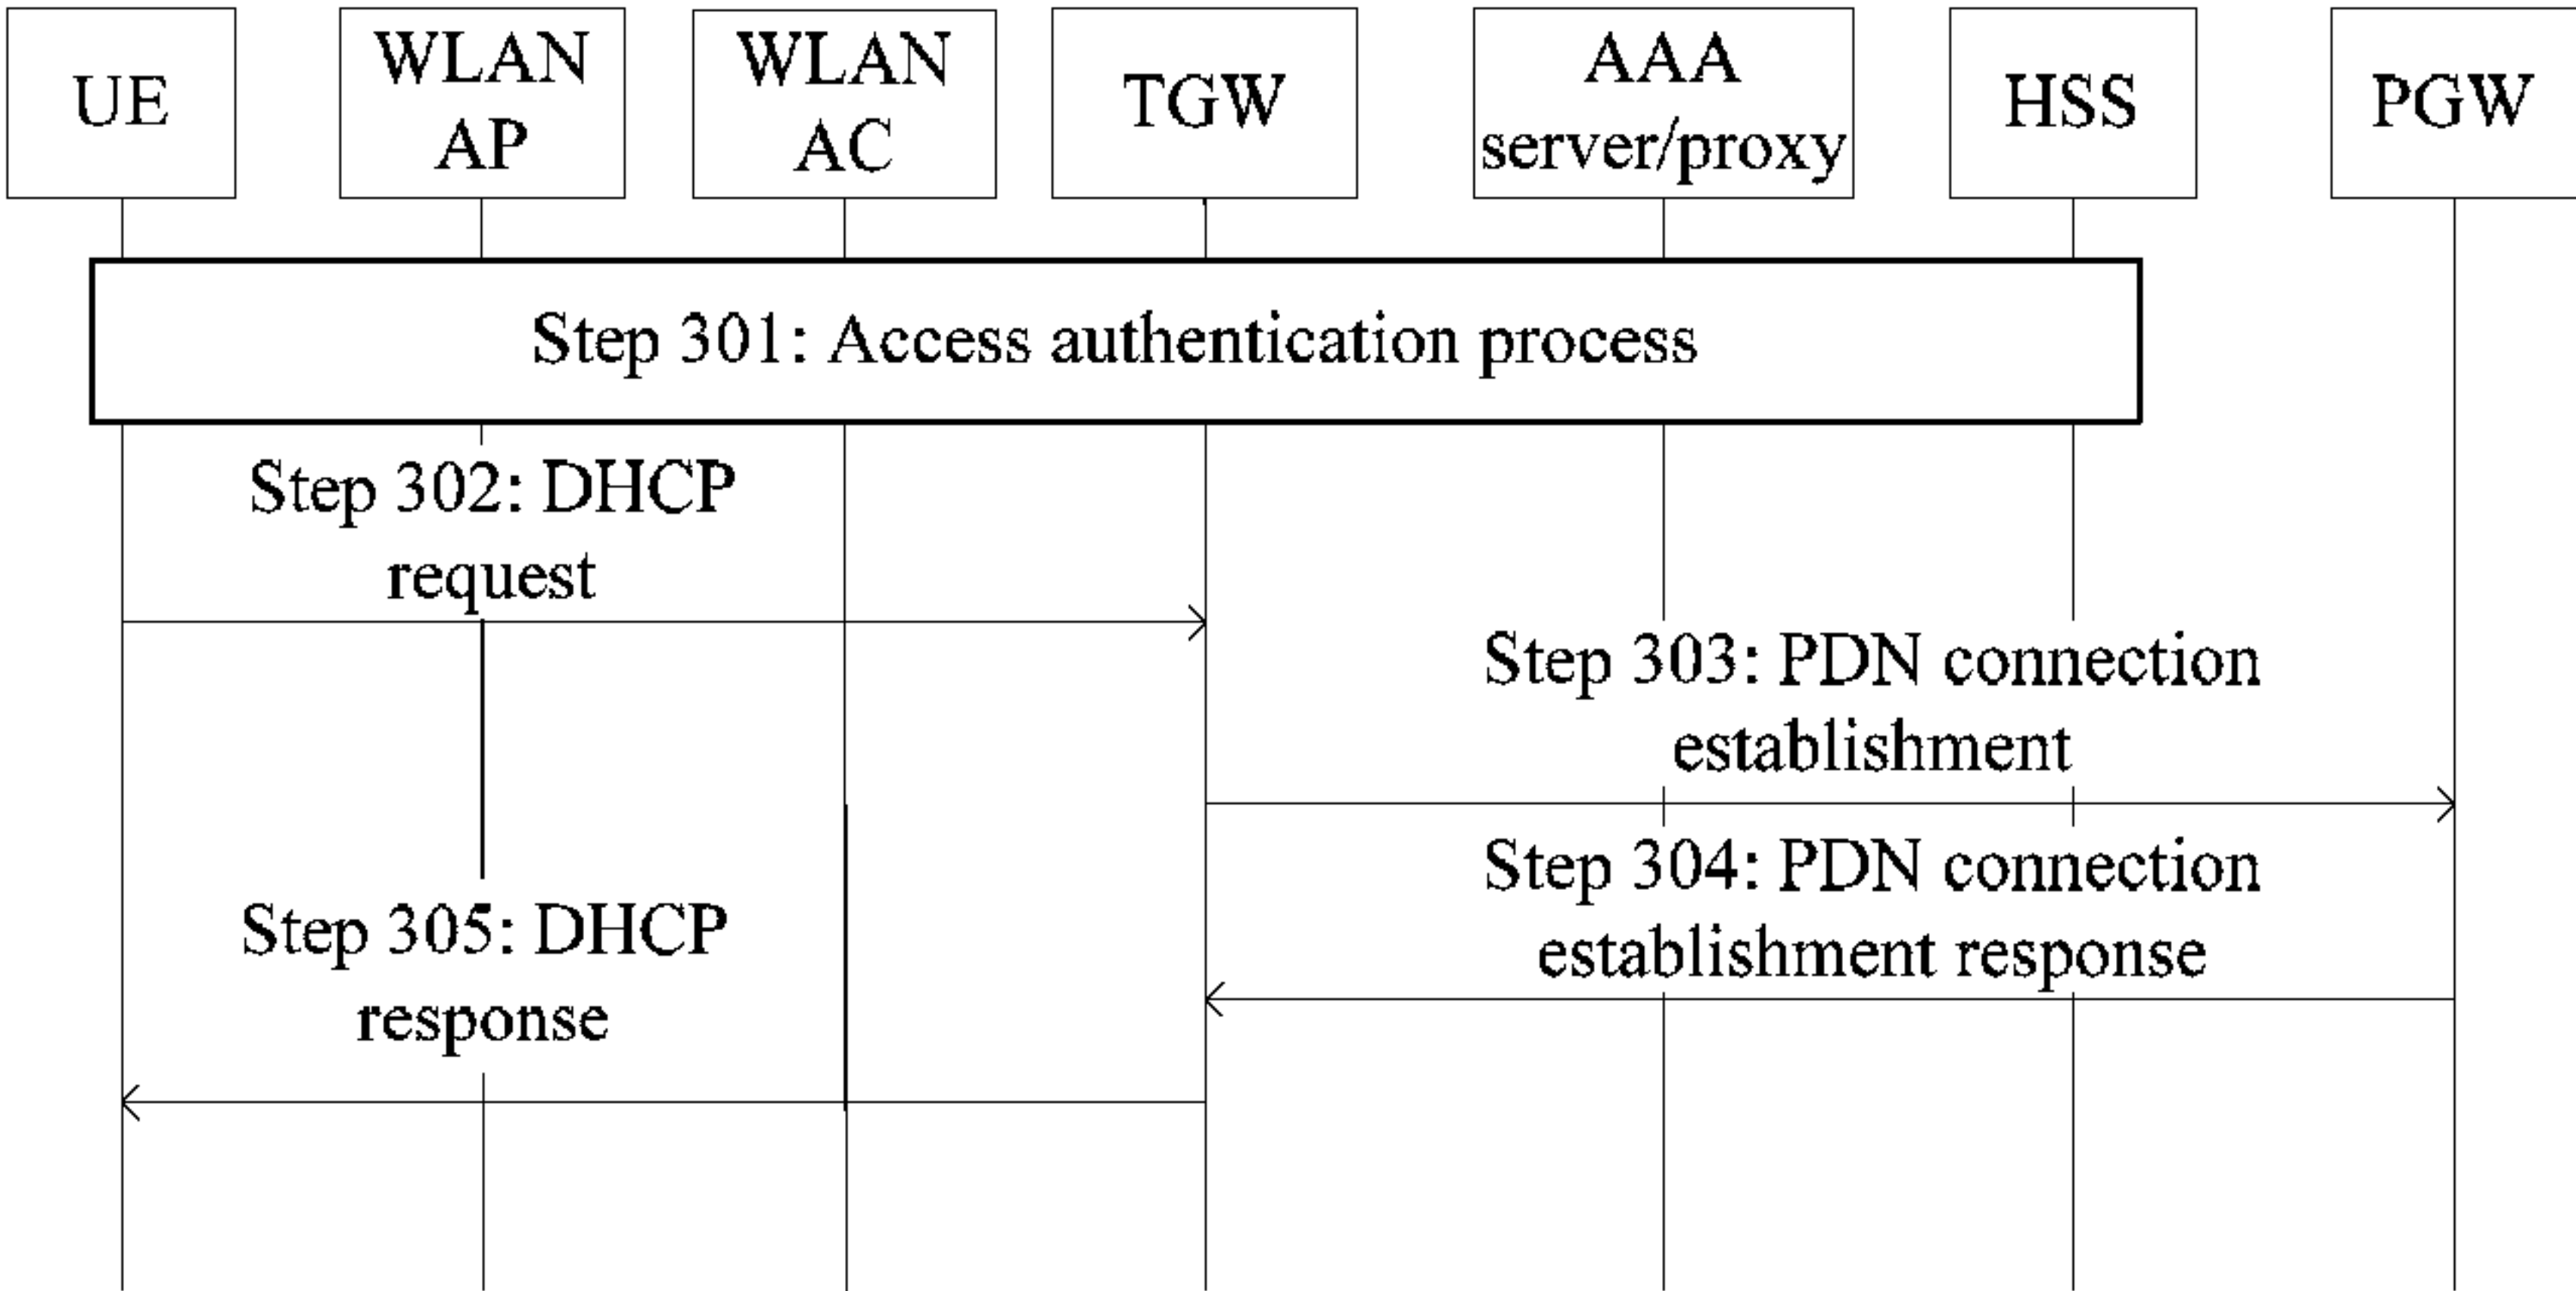 UE
WLAN
AP
WLAN
AC
TGW
AAA
server/proxy
HSS
PGW
Step 301: Access authentication process
Step 302: DHCP
request
Step 303: PDN connection
establishment
Step 304: PDN connection
establishment response
Step 305: DHCP
response